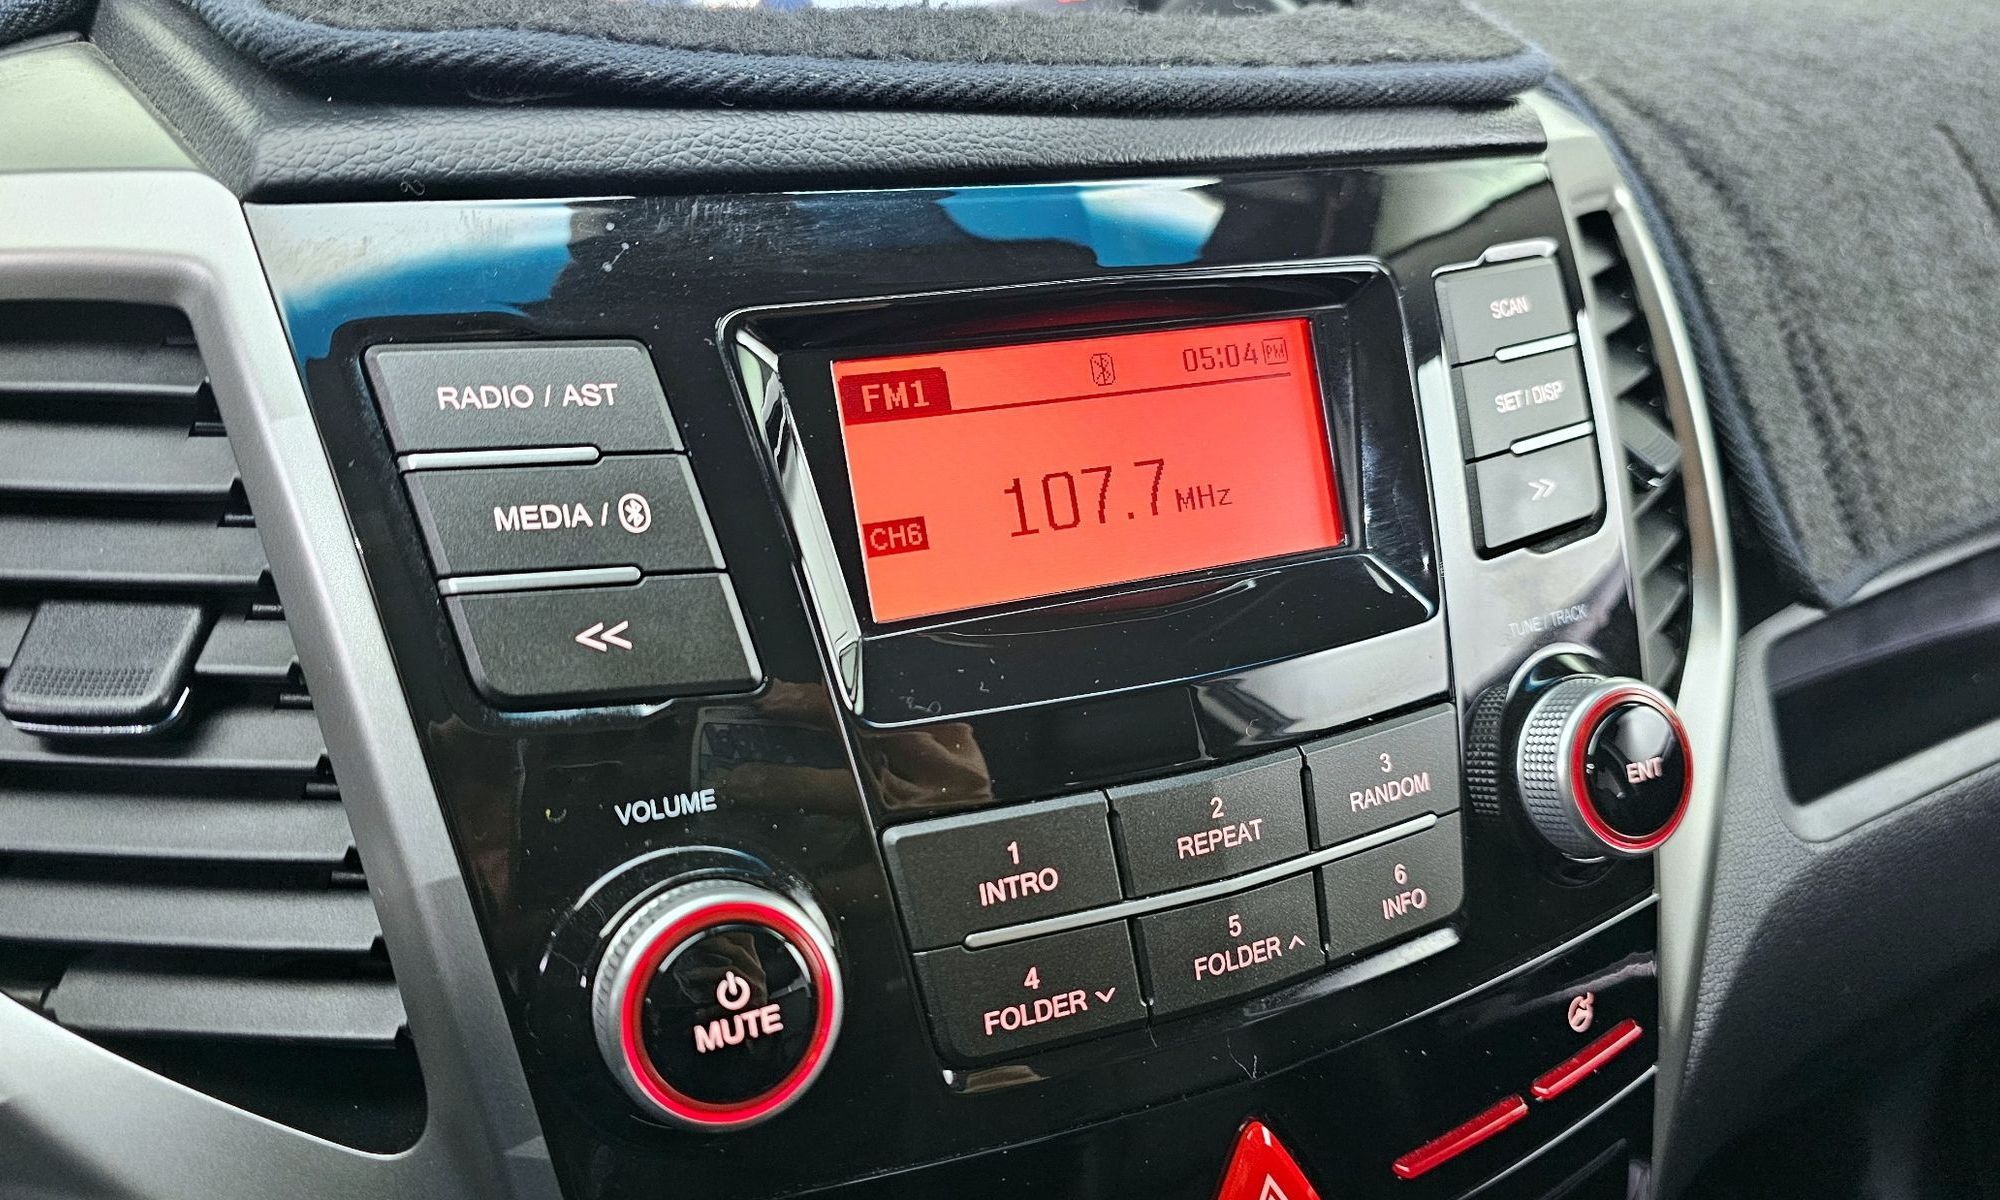 FM1
05:04 PM
107.7 MHz
CH6
RADIO / AST
MEDIA /
<<
SCAN
SET / DISP
>>
TUNE / TRACK
ENT
VOLUME
MUTE
1
INTRO
2
REPEAT
3
RANDOM
4
FOLDER ∨
5
FOLDER ∧
6
INFO